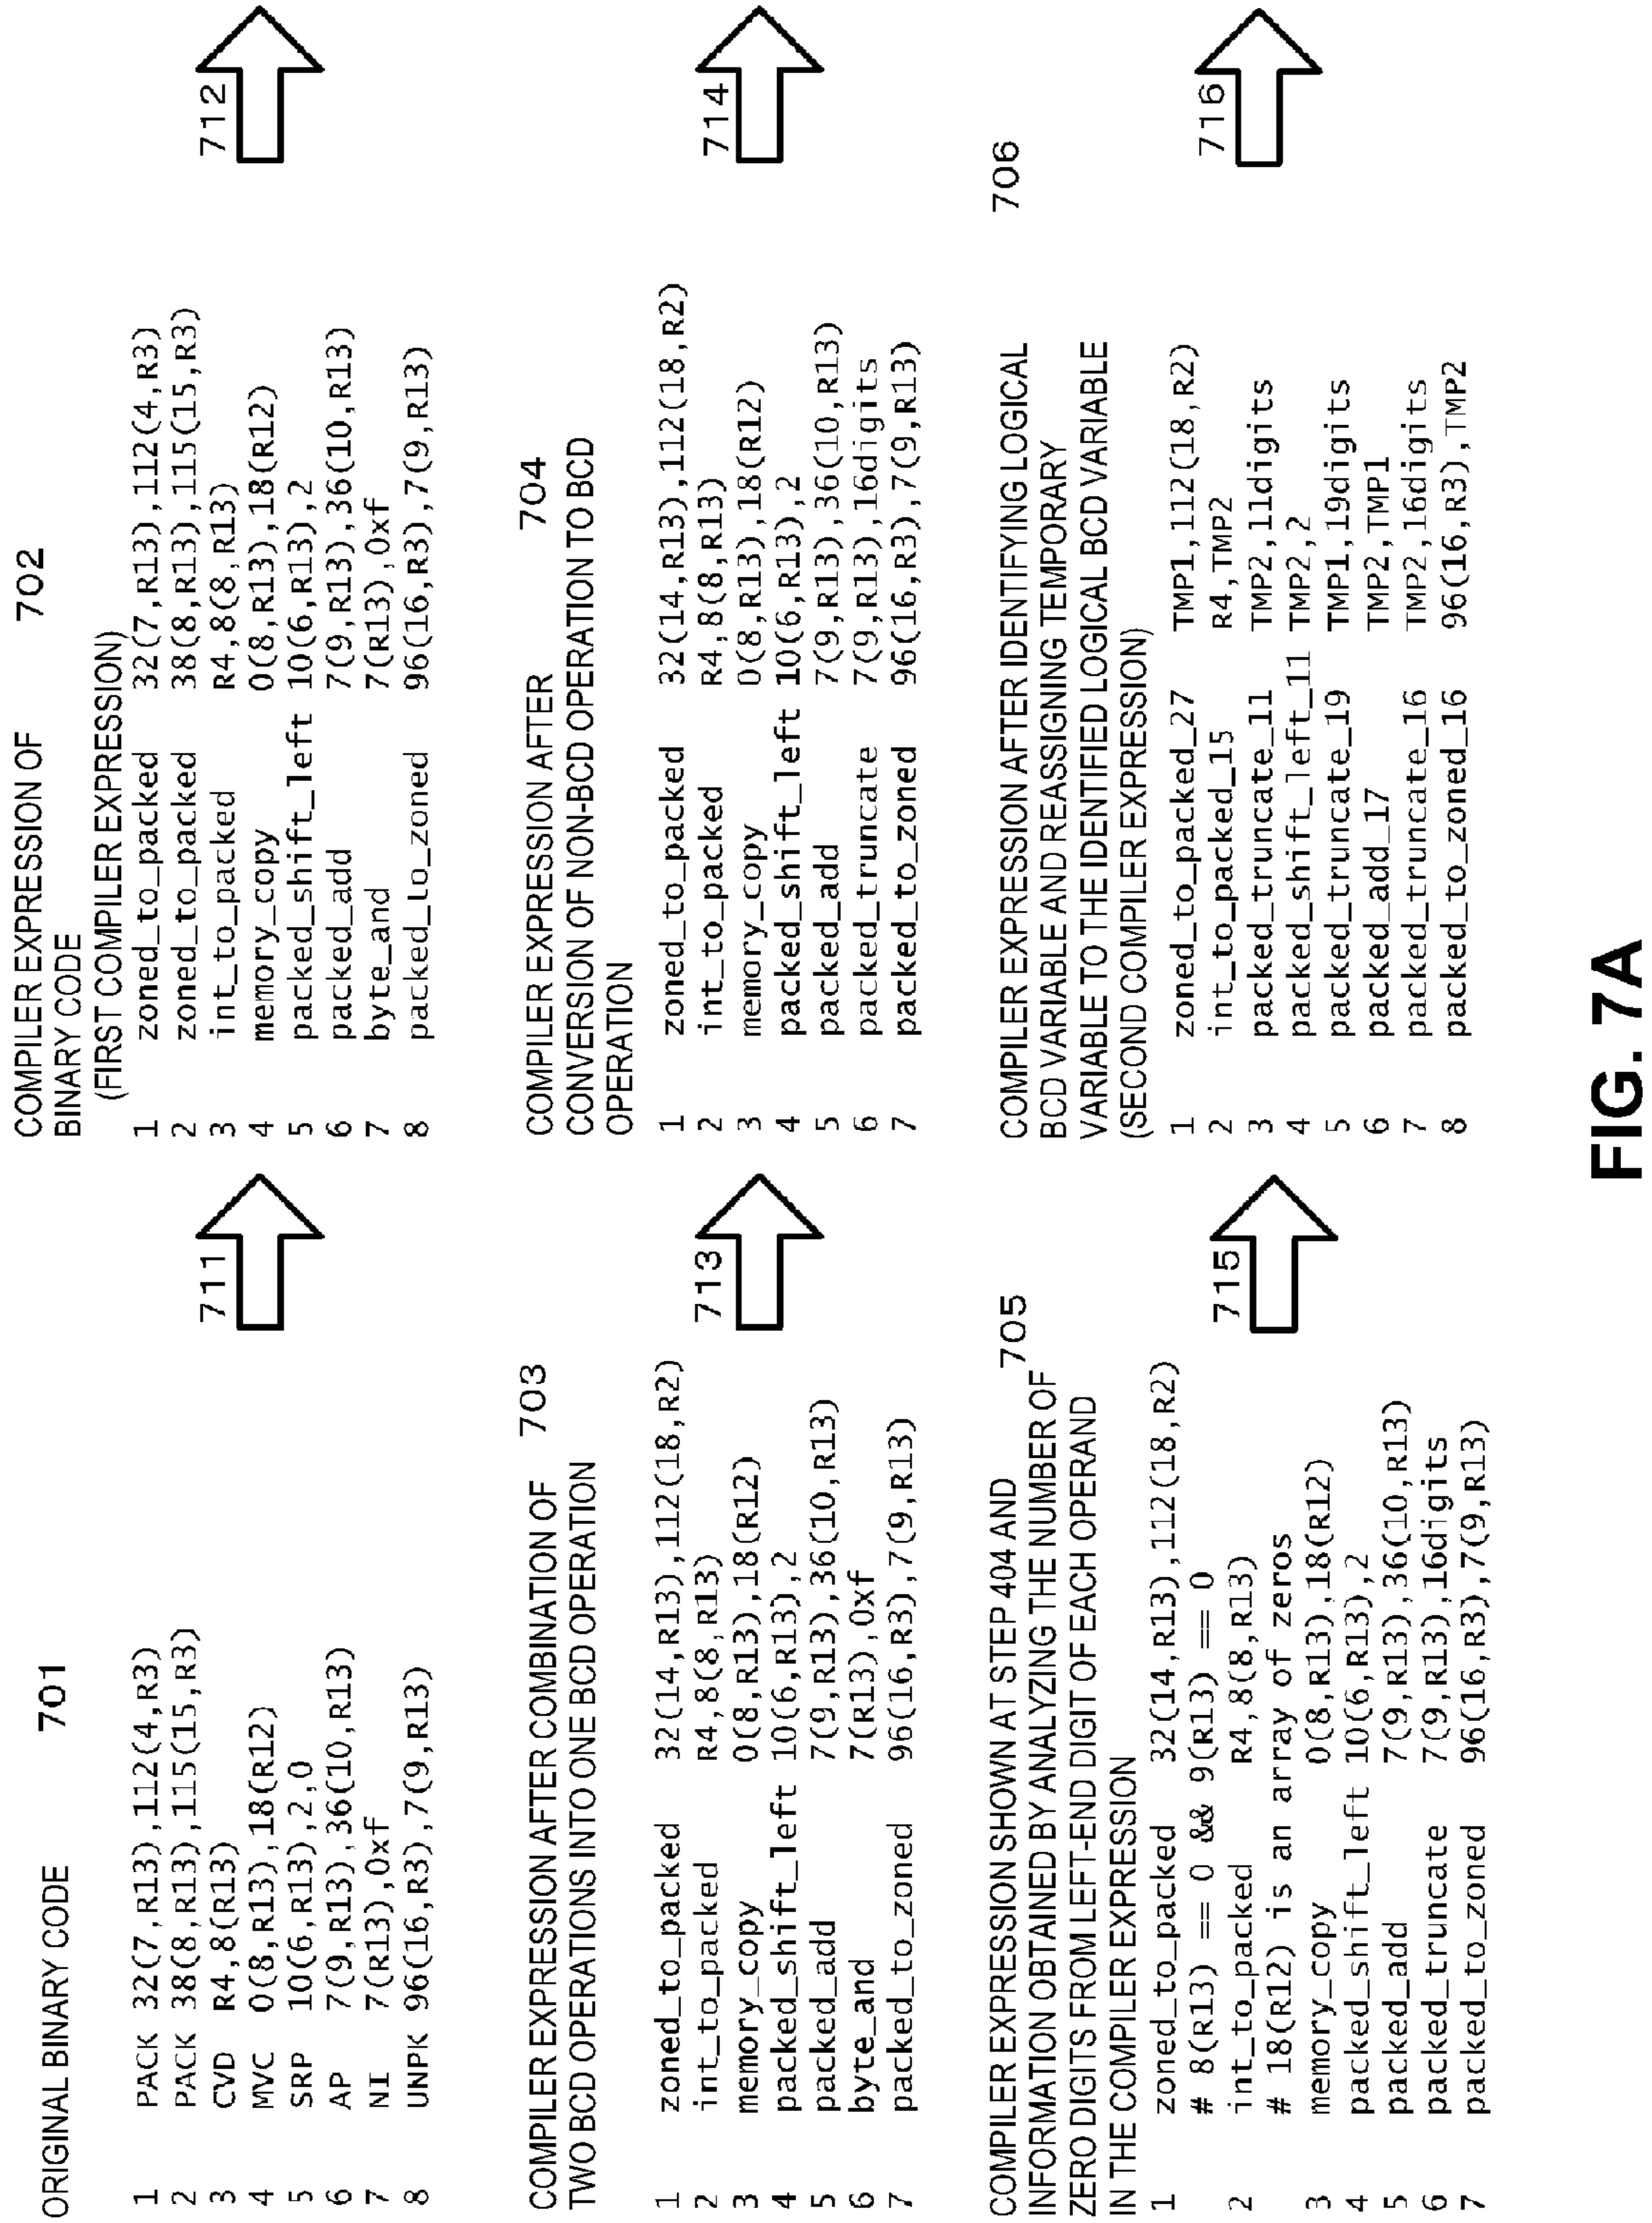 ORIGINAL BINARY CODE 701
1 PACK 32(7,R13),112(4,R3)
2 PACK 38(8,R13),115(15,R3)
3 CVD R4,8(R13)
4 MVC 0(8,R13),18(R12)
5 SRP 10(6,R13),2,0
6 AP 7(9,R13),36(10,R13)
7 NI 7(R13),0xf
8 UNPK 96(16,R3),7(9,R13)
711
COMPILER EXPRESSION OF 702
BINARY CODE
(FIRST COMPILER EXPRESSION)
1 zoned_to_packed 32(7,R13),112(4,R3)
2 zoned_to_packed 38(8,R13),115(15,R3)
3 int_to_packed R4,8(8,R13)
4 memory_copy 0(8,R13),18(R12)
5 packed_shift_left 10(6,R13),2
6 packed_add 7(9,R13),36(10,R13)
7 byte_and 7(R13),0xf
8 packed_to_zoned 96(16,R3),7(9,R13)
712
COMPILER EXPRESSION AFTER COMBINATION OF 703
TWO BCD OPERATIONS INTO ONE BCD OPERATION
1 zoned_to_packed 32(14,R13),112(18,R2)
2 int_to_packed R4,8(8,R13)
3 memory_copy 0(8,R13),18(R12)
4 packed_shift_left 10(6,R13),2
5 packed_add 7(9,R13),36(10,R13)
6 byte_and 7(R13),0xf
7 packed_to_zoned 96(16,R3),7(9,R13)
713
COMPILER EXPRESSION AFTER 704
CONVERSION OF NON-BCD OPERATION TO BCD
OPERATION
1 zoned_to_packed 32(14,R13),112(18,R2)
2 int_to_packed R4,8(8,R13)
3 memory_copy 0(8,R13),18(R12)
4 packed_shift_left 10(6,R13),2
5 packed_add 7(9,R13),36(10,R13)
6 packed_truncate 7(9,R13),16digits
7 packed_to_zoned 96(16,R3),7(9,R13)
714
COMPILER EXPRESSION SHOWN AT STEP 404 AND 705
INFORMATION OBTAINED BY ANALYZING THE NUMBER OF
ZERO DIGITS FROM LEFT-END DIGIT OF EACH OPERAND
IN THE COMPILER EXPRESSION
1 zoned_to_packed 32(14,R13),112(18,R2)
# 8(R13) == 0 && 9(R13) == 0
2 int_to_packed R4,8(8,R13)
# 18(R12) is an array of zeros
3 memory_copy 0(8,R13),18(R12)
4 packed_shift_left 10(6,R13),2
5 packed_add 7(9,R13),36(10,R13)
6 packed_truncate 7(9,R13),16digits
7 packed_to_zoned 96(16,R3),7(9,R13)
715
706
COMPILER EXPRESSION AFTER IDENTIFYING LOGICAL
BCD VARIABLE AND REASSIGNING TEMPORARY
VARIABLE TO THE IDENTIFIED LOGICAL BCD VARIABLE
(SECOND COMPILER EXPRESSION)
1 zoned_to_packed_27 TMP1,112(18,R2)
2 int_to_packed_15 R4,TMP2
3 packed_truncate_11 TMP2,11digits
4 packed_shift_left_11 TMP2,2
5 packed_truncate_19 TMP1,19digits
6 packed_add_17 TMP2,TMP1
7 packed_truncate_16 TMP2,16digits
8 packed_to_zoned_16 96(16,R3),TMP2
716
FIG. 7A